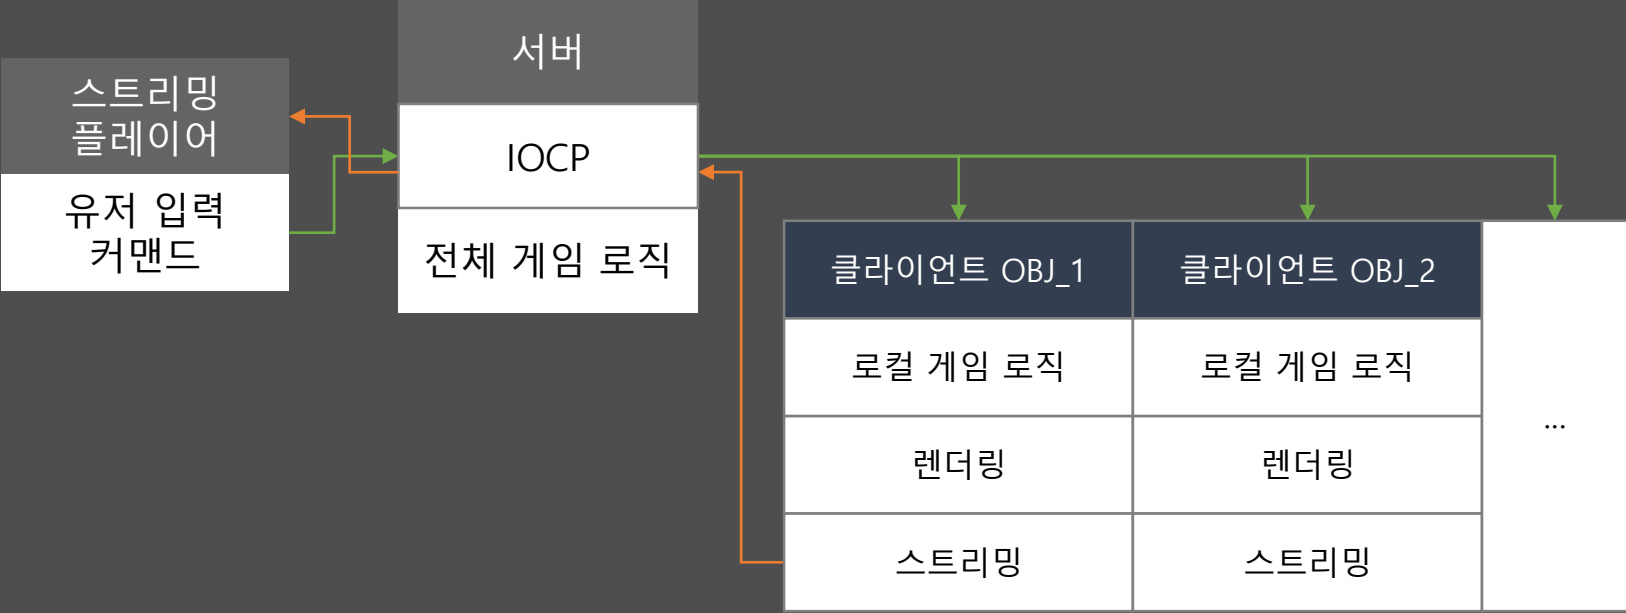 서버
스트리밍
플레이어
IOCP
유저 입력
커맨드
전체 게임 로직
클라이언트 OBJ_1
클라이언트 OBJ_2
로컬 게임 로직
로컬 게임 로직
...
렌더링
렌더링
스트리밍
스트리밍